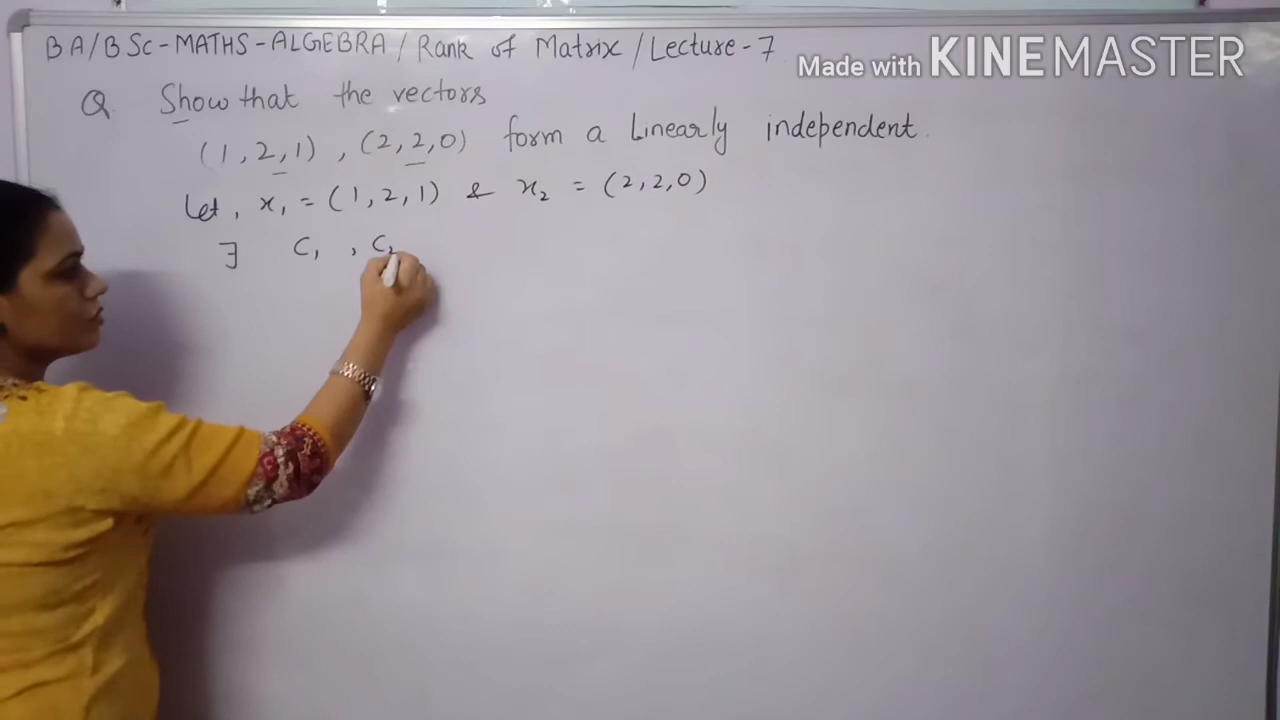 BA/BSc-MATHS-ALGEBRA/Rank of Matrix/Lecture-7
Made with KINEMASTER
Q. Show that the vectors
(1,2,1), (2,2,0) form a Linearly independent.
Let, x₁ = (1,2,1) & x₂ = (2,2,0)
∃ C₁, C₂